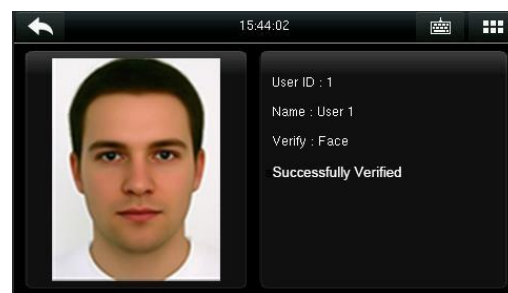 15:44:02
User ID : 1
Name : User 1
Verify : Face
Successfully Verified